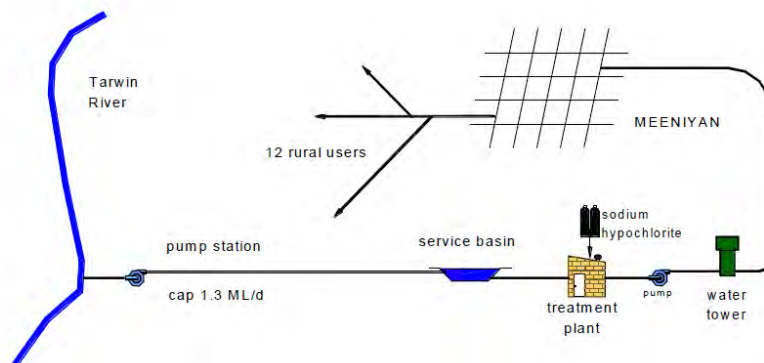 Tarwin
River
MEENIYAN
12 rural users
sodium
hypochlorite
pump station
service basin
cap 1.3 ML/d
treatment
plant
pump
water
tower